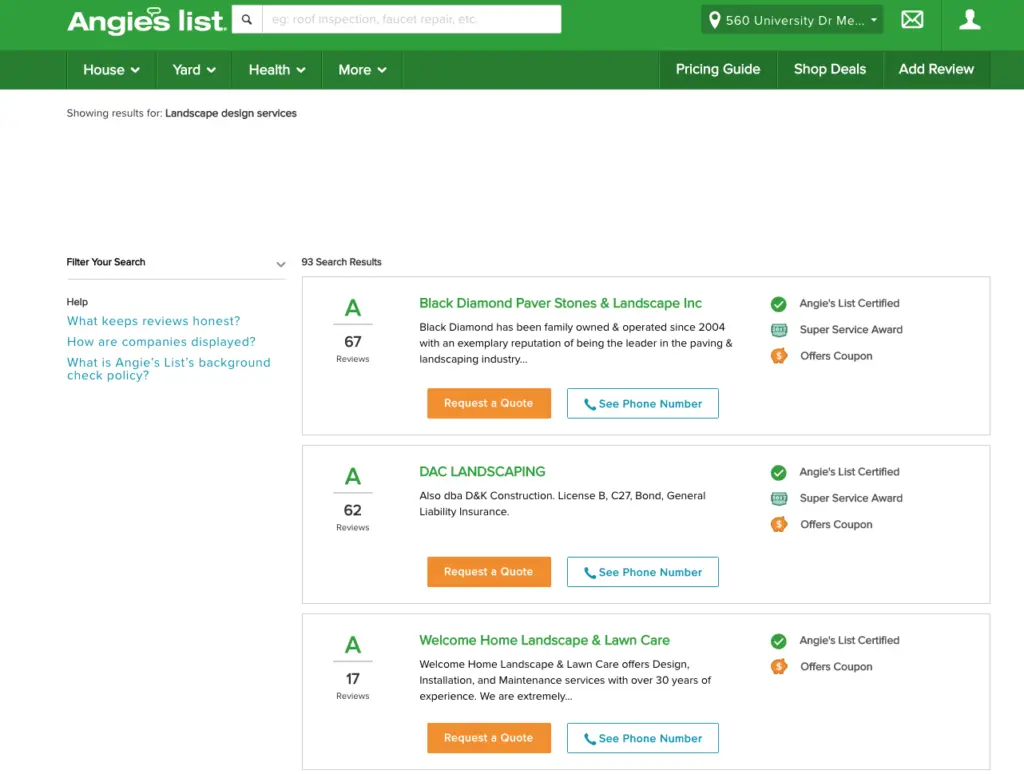 Angie's list.
eg: roof inspection, faucet repair, etc.
560 University Dr Me...
House
Yard
Health
More
Pricing Guide
Shop Deals
Add Review
Showing results for: Landscape design services
Filter Your Search
93 Search Results
Help
What keeps reviews honest?
How are companies displayed?
What is Angie's List's background
check policy?
A
67
Reviews
Black Diamond Paver Stones & Landscape Inc
Black Diamond has been family owned & operated since 2004
with an exemplary reputation of being the leader in the paving &
landscaping industry...
Request a Quote
See Phone Number
Angie's List Certified
Super Service Award
Offers Coupon
A
62
Reviews
DAC LANDSCAPING
Also dba D&K Construction. License B, C27, Bond, General
Liability Insurance.
Request a Quote
See Phone Number
Angie's List Certified
Super Service Award
Offers Coupon
A
17
Reviews
Welcome Home Landscape & Lawn Care
Welcome Home Landscape & Lawn Care offers Design,
Installation, and Maintenance services with over 30 years of
experience. We are extremely...
Request a Quote
See Phone Number
Angie's List Certified
Offers Coupon